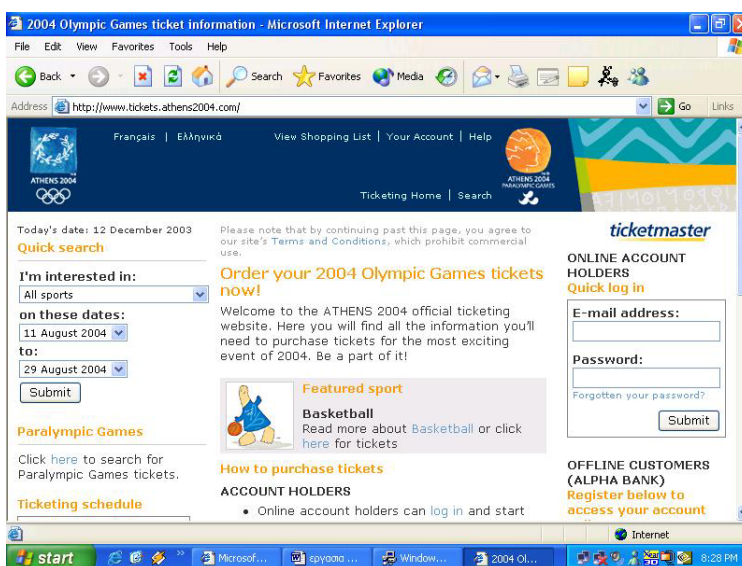 2004 Olympic Games ticket information - Microsoft Internet Explorer
File Edit View Favorites Tools Help
Back Search Favorites Media
Address http://www.tickets.athens2004.com/ Go Links
Français | Ελληνικά View Shopping List | Your Account | Help
ATHENS 2004
ATHENS 2004
PARALYMPIC GAMES
Ticketing Home | Search
Today's date: 12 December 2003
Quick search
I'm interested in:
All sports
on these dates:
11 August 2004
to:
29 August 2004
Submit
Paralympic Games
Click here to search for
Paralympic Games tickets.
Ticketing schedule
Please note that by continuing past this page, you agree to
our site's Terms and Conditions, which prohibit commercial
use.
Order your 2004 Olympic Games tickets
now!
Welcome to the ATHENS 2004 official ticketing
website. Here you will find all the information you'll
need to purchase tickets for the most exciting
event of 2004. Be a part of it!
Featured sport
Basketball
Read more about Basketball or click
here for tickets
How to purchase tickets
ACCOUNT HOLDERS
• Online account holders can log in and start
ticketmaster
ONLINE ACCOUNT
HOLDERS
Quick log in
E-mail address:
Password:
Forgotten your password?
Submit
OFFLINE CUSTOMERS
(ALPHA BANK)
Register below to
access your account
Internet
start Microsof... εργασια ... Window... 2004 Ol... 8:28 PM